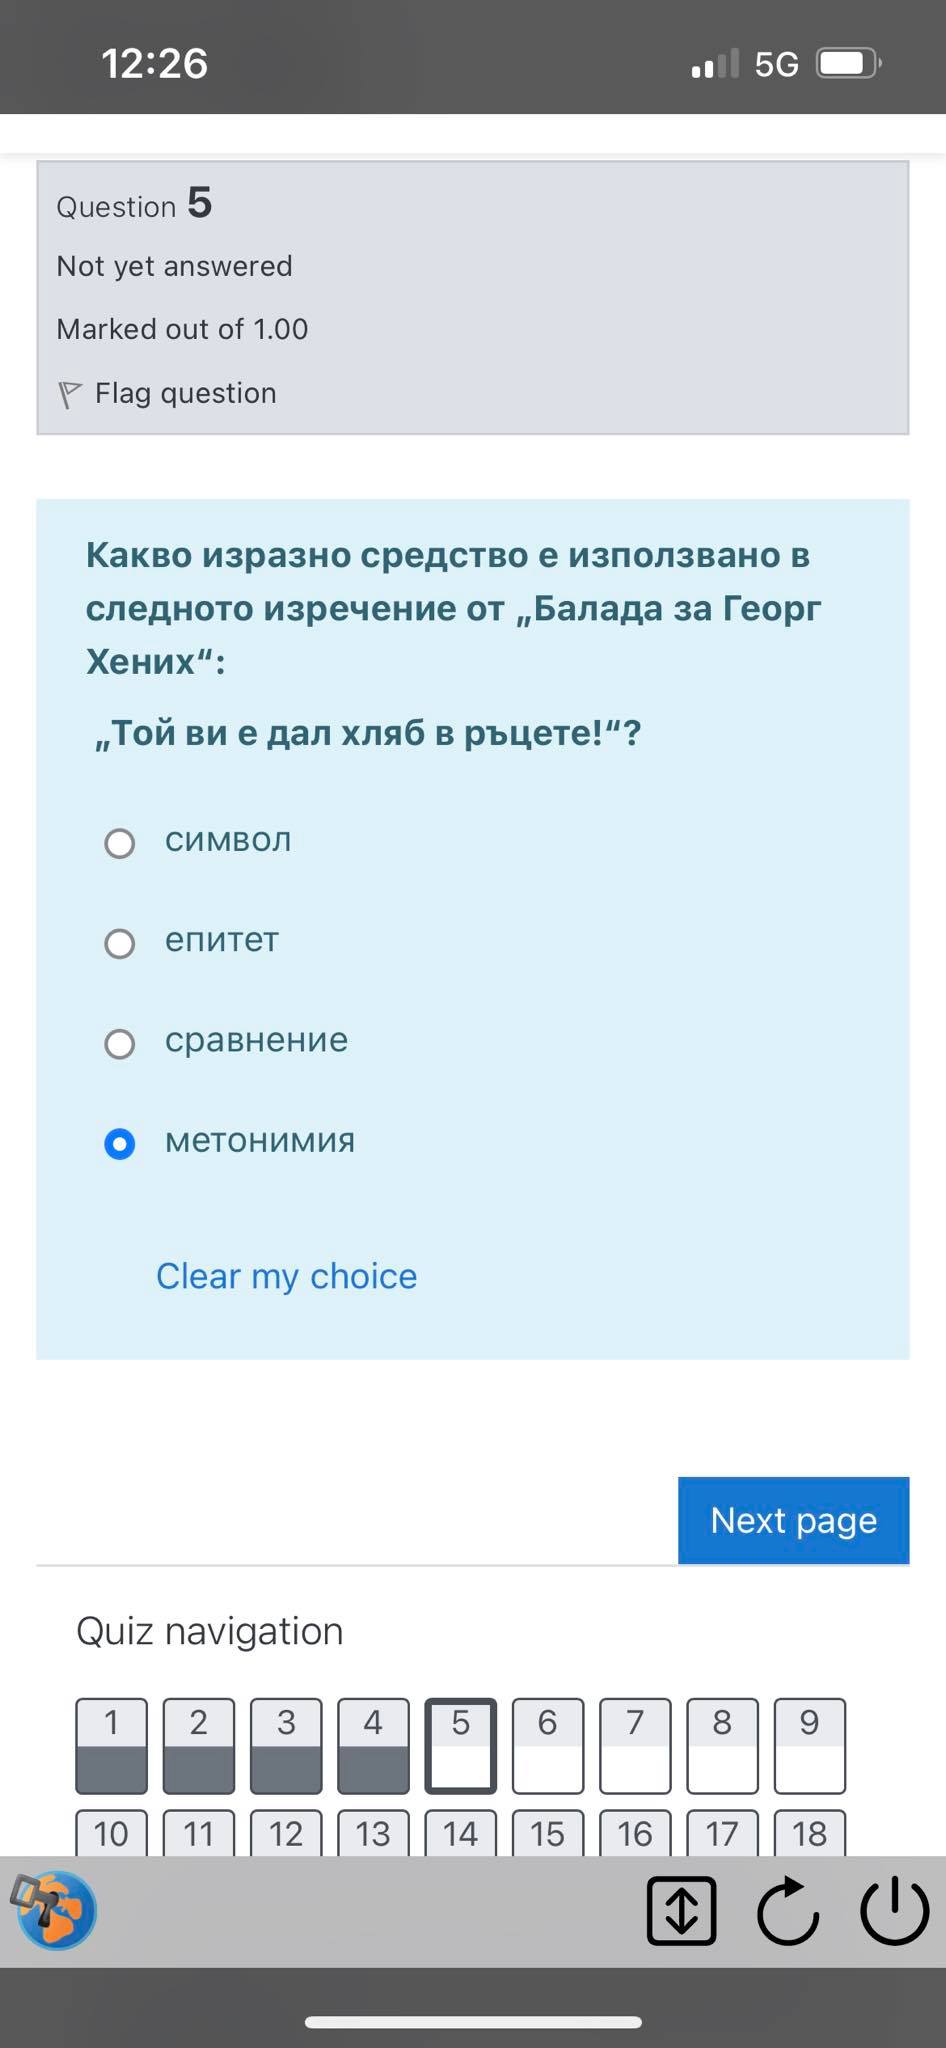 12:26
5G
Question 5
Not yet answered
Marked out of 1.00
Flag question
Какво изразно средство е използвано в
следното изречение от „Балада за Георг
Хених“:
„Той ви е дал хляб в ръцете!“?
символ
епитет
сравнение
метонимия
Clear my choice
Next page
Quiz navigation
1 2 3 4 5 6 7 8 9
10 11 12 13 14 15 16 17 18